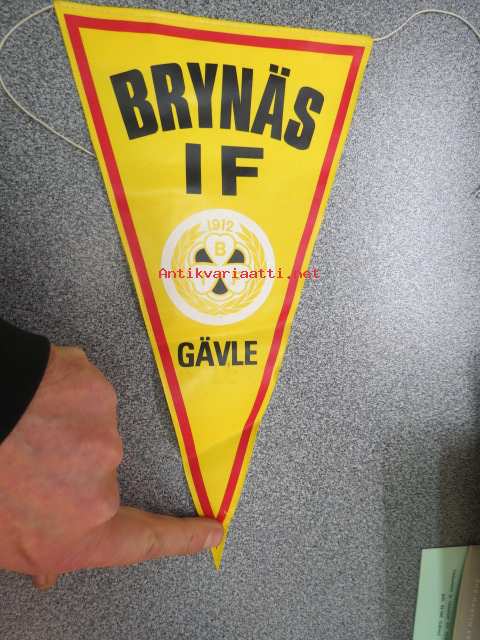 BRYNÄS
IF
1912
B
I F
Antikvariaatti.net
GÄVLE